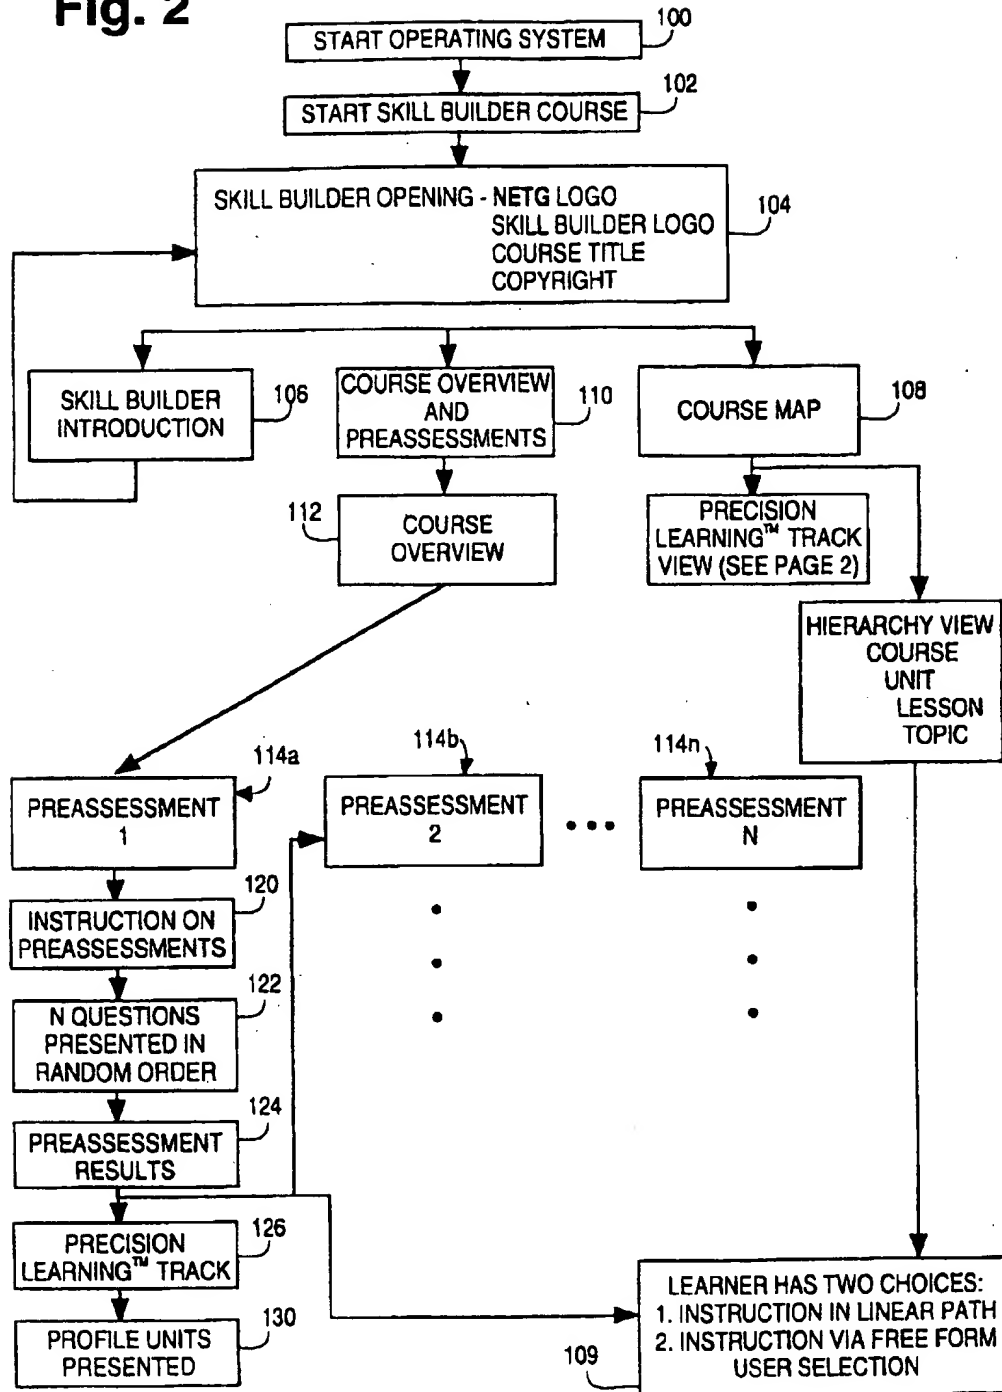 Fig. 2
START OPERATING SYSTEM
100
START SKILL BUILDER COURSE
102
SKILL BUILDER OPENING - NETG LOGO
SKILL BUILDER LOGO
COURSE TITLE
COPYRIGHT
104
SKILL BUILDER
INTRODUCTION
106
COURSE OVERVIEW
AND
PREASSESSMENTS
110
COURSE MAP
108
112
COURSE
OVERVIEW
PRECISION
LEARNING™ TRACK
VIEW (SEE PAGE 2)
HIERARCHY VIEW
COURSE
UNIT
LESSON
TOPIC
114a
PREASSESSMENT
1
114b
PREASSESSMENT
2
• • •
114n
PREASSESSMENT
N
120
INSTRUCTION ON
PREASSESSMENTS
122
N QUESTIONS
PRESENTED IN
RANDOM ORDER
124
PREASSESSMENT
RESULTS
126
PRECISION
LEARNING™ TRACK
130
PROFILE UNITS
PRESENTED
LEARNER HAS TWO CHOICES:
1. INSTRUCTION IN LINEAR PATH
2. INSTRUCTION VIA FREE FORM
USER SELECTION
109